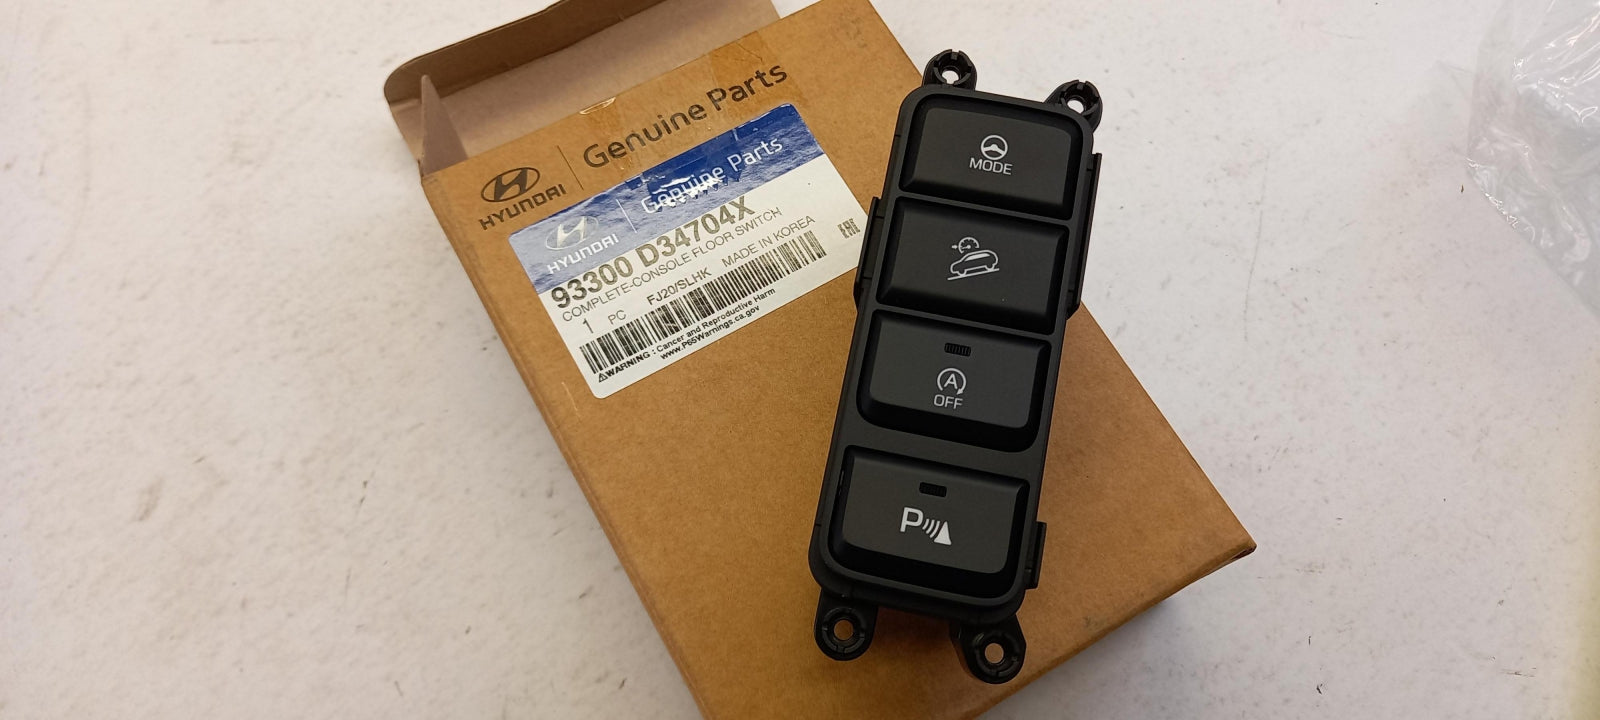 HYUNDAI
Genuine Parts
HYUNDAI
Genuine Parts
93300 D34704X
COMPLETE-CONSOLE FLOOR SWITCH
1 PC FJ20/SLHK MADE IN KOREA
EAC
WARNING : Cancer and Reproductive Harm
www.P65Warnings.ca.gov
MODE
A
OFF
P